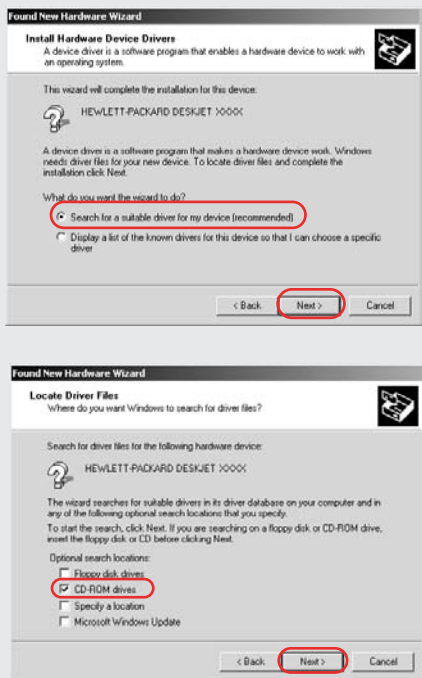 Found New Hardware Wizard
Install Hardware Device Drivers
A device driver is a software program that enables a hardware device to work with
an operating system.
This wizard will complete the installation for this device:
HEWLETT-PACKARD DESKJET XXXX
A device driver is a software program that makes a hardware device work. Windows
needs driver files for your new device. To locate driver files and complete the
installation click Next.
What do you want the wizard to do?
Search for a suitable driver for my device (recommended)
Display a list of the known drivers for this device so that I can choose a specific
driver
< Back
Next >
Cancel
Found New Hardware Wizard
Locate Driver Files
Where do you want Windows to search for driver files?
Search for driver files for the following hardware device:
HEWLETT-PACKARD DESKJET XXXX
The wizard searches for suitable drivers in its driver database on your computer and in
any of the following optional search locations that you specify.
To start the search, click Next. If you are searching on a floppy disk or CD-ROM drive,
insert the floppy disk or CD before clicking Next.
Optional search locations:
Floppy disk drives
CD-ROM drives
Specify a location
Microsoft Windows Update
< Back
Next >
Cancel